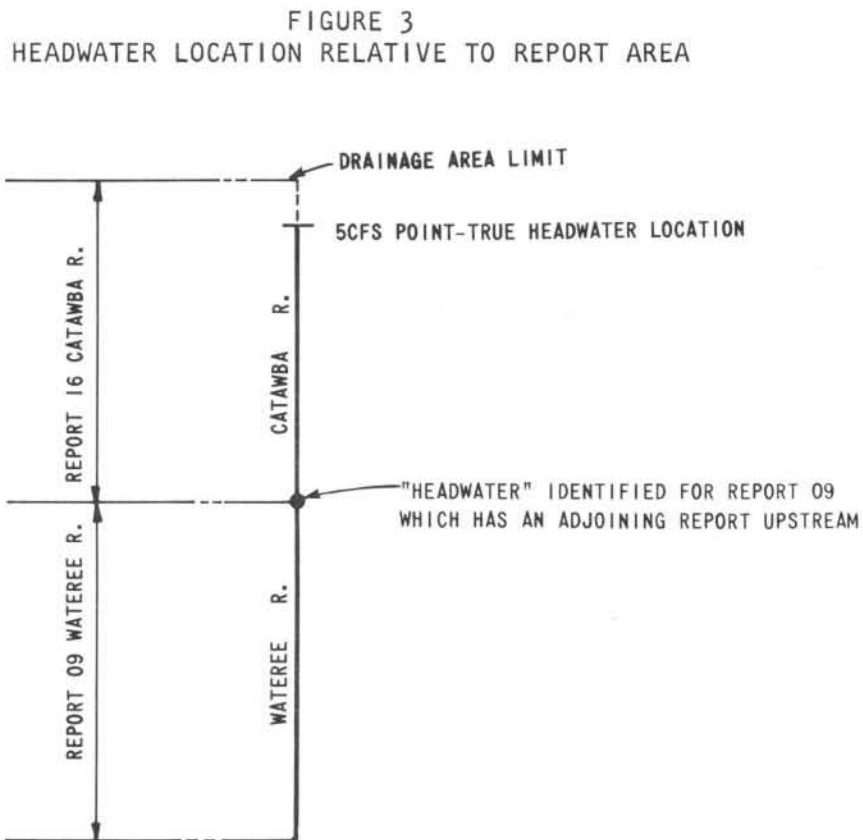 FIGURE 3
HEADWATER LOCATION RELATIVE TO REPORT AREA
DRAINAGE AREA LIMIT
5CFS POINT-TRUE HEADWATER LOCATION
REPORT 16 CATAWBA R.
CATAWBA R.
"HEADWATER" IDENTIFIED FOR REPORT 09
WHICH HAS AN ADJOINING REPORT UPSTREAM
REPORT 09 WATEREE R.
WATEREE R.